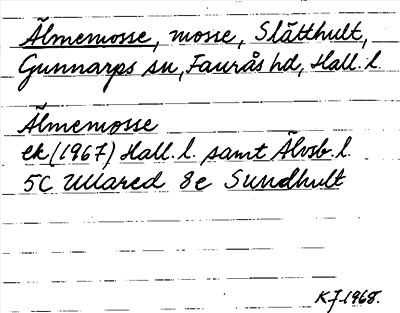 Älmemosse, mosse, Slätthult,
Gunnarps sn, Faurås hd, Hall. l.
Älmemosse
ek (1967) Hall. l. samt Älvsb. l.
5C Ullared 8e Sundhult
KJ 1968.